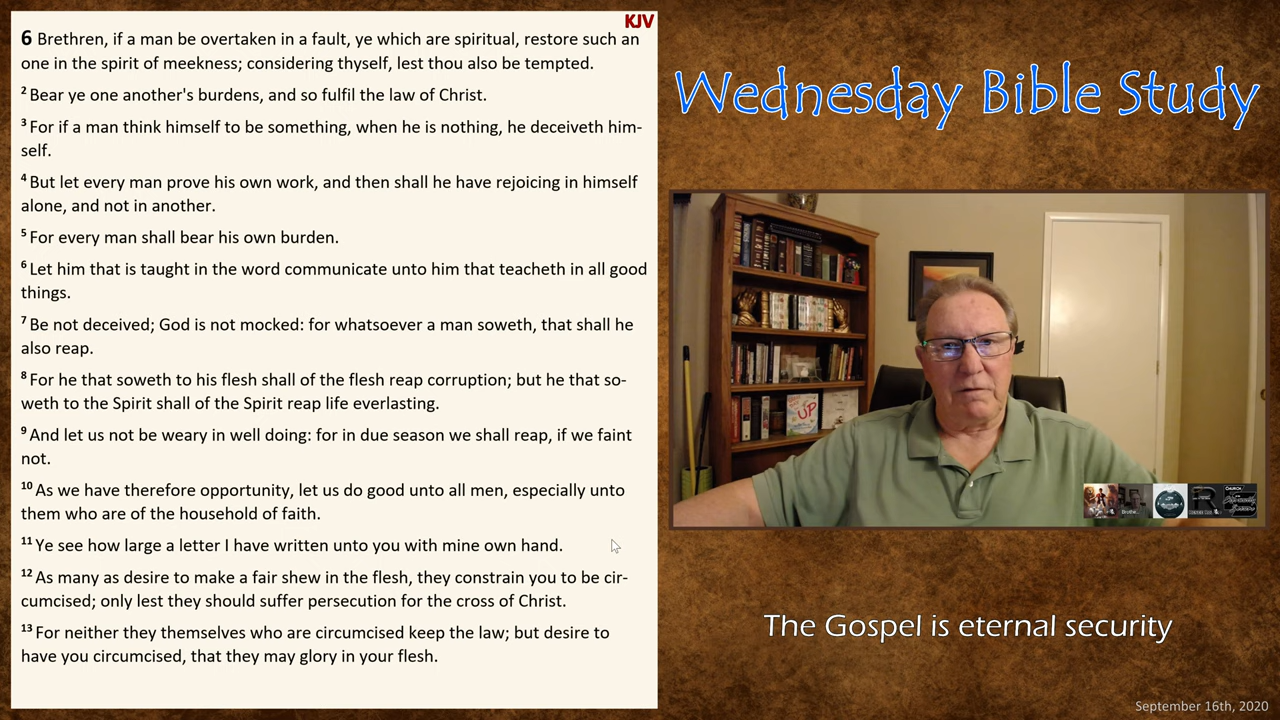 KJV
6 Brethren, if a man be overtaken in a fault, ye which are spiritual, restore such an
one in the spirit of meekness; considering thyself, lest thou also be tempted.
2 Bear ye one another's burdens, and so fulfil the law of Christ.
3 For if a man think himself to be something, when he is nothing, he deceiveth him-
self.
4 But let every man prove his own work, and then shall he have rejoicing in himself
alone, and not in another.
5 For every man shall bear his own burden.
6 Let him that is taught in the word communicate unto him that teacheth in all good
things.
7 Be not deceived; God is not mocked: for whatsoever a man soweth, that shall he
also reap.
8 For he that soweth to his flesh shall of the flesh reap corruption; but he that so-
weth to the Spirit shall of the Spirit reap life everlasting.
9 And let us not be weary in well doing: for in due season we shall reap, if we faint
not.
10 As we have therefore opportunity, let us do good unto all men, especially unto
them who are of the household of faith.
11 Ye see how large a letter I have written unto you with mine own hand.
12 As many as desire to make a fair shew in the flesh, they constrain you to be cir-
cumcised; only lest they should suffer persecution for the cross of Christ.
13 For neither they themselves who are circumcised keep the law; but desire to
have you circumcised, that they may glory in your flesh.
Wednesday Bible Study
UP
The Gospel is eternal security
September 16th, 2020